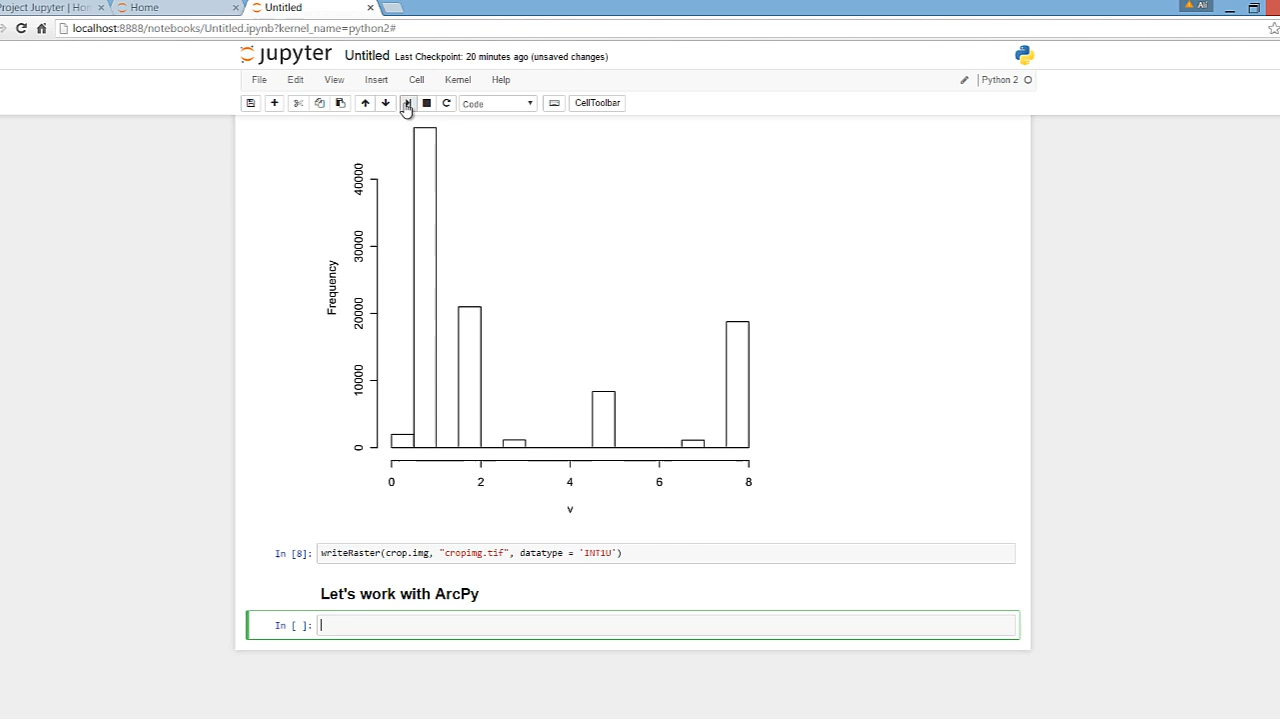 Project Jupyter | Hor
Home
Untitled
Ali
localhost:8888/notebooks/Untitled.ipynb?kernel_name=python2#
jupyter Untitled Last Checkpoint: 20 minutes ago (unsaved changes)
File Edit View Insert Cell Kernel Help
Python 2
Code
CellToolbar
40000
30000
20000
10000
0
Frequency
0 2 4 6 8
v
In [8]: writeRaster(crop.img, "cropimg.tif", datatype = 'INT1U')
Let's work with ArcPy
In [ ]: